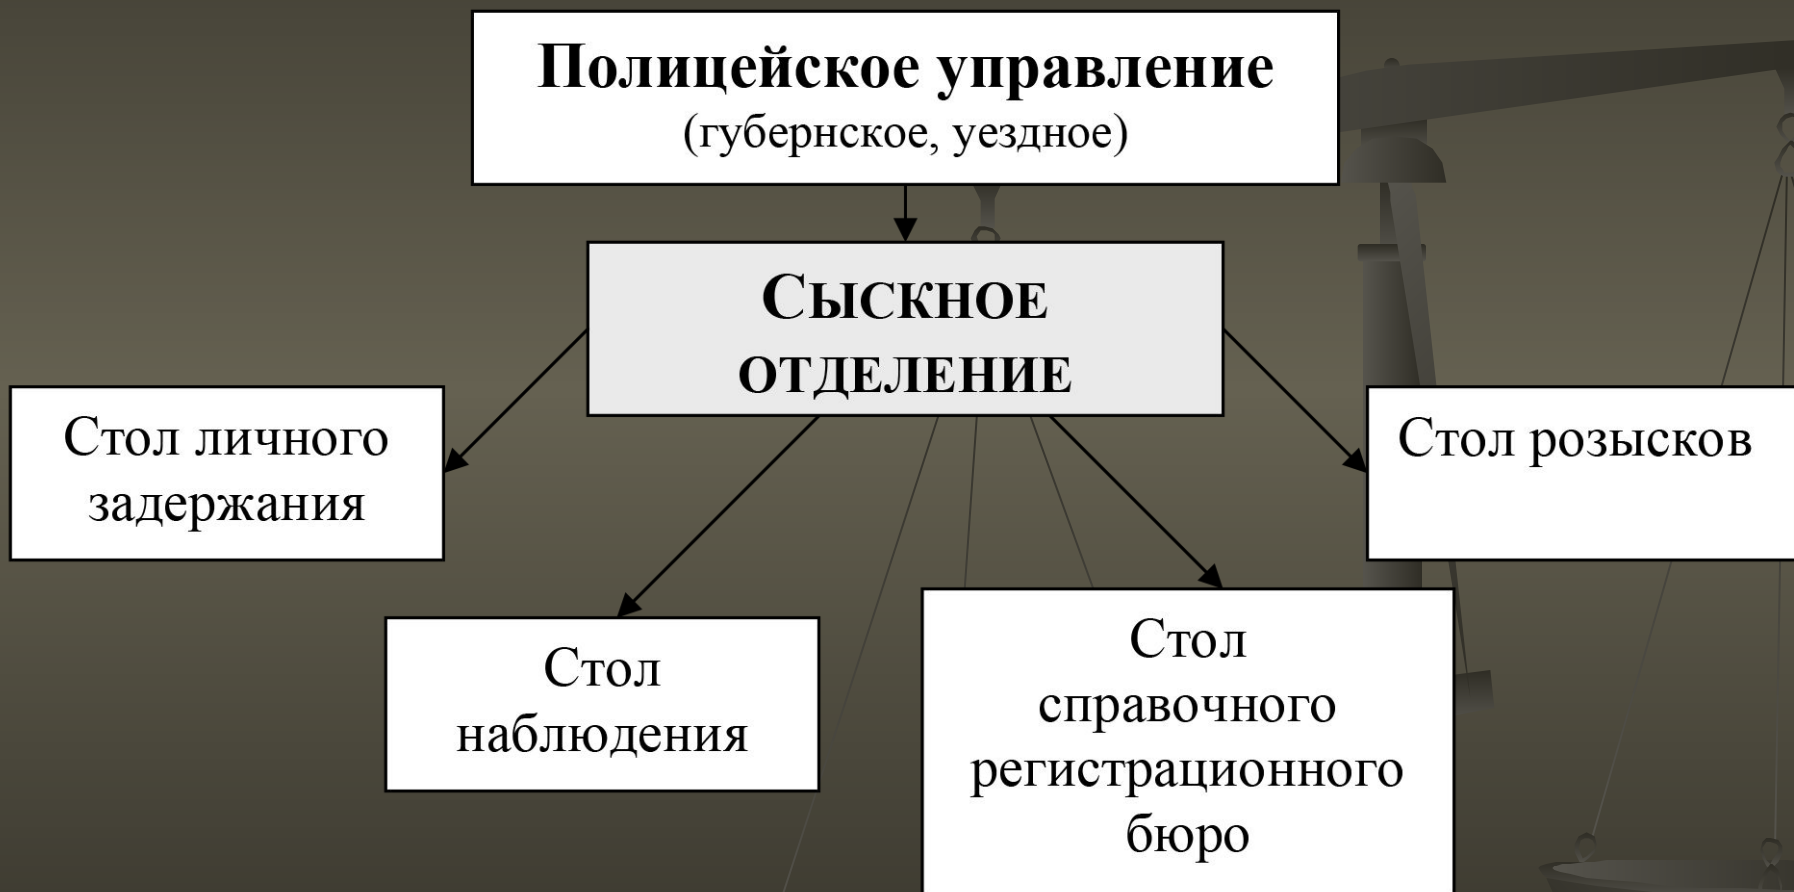 Полицейское управление
(губернское, уездное)
СЫСКНОЕ
ОТДЕЛЕНИЕ
Стол личного
задержания
Стол розысков
Стол
наблюдения
Стол
справочного
регистрационного
бюро